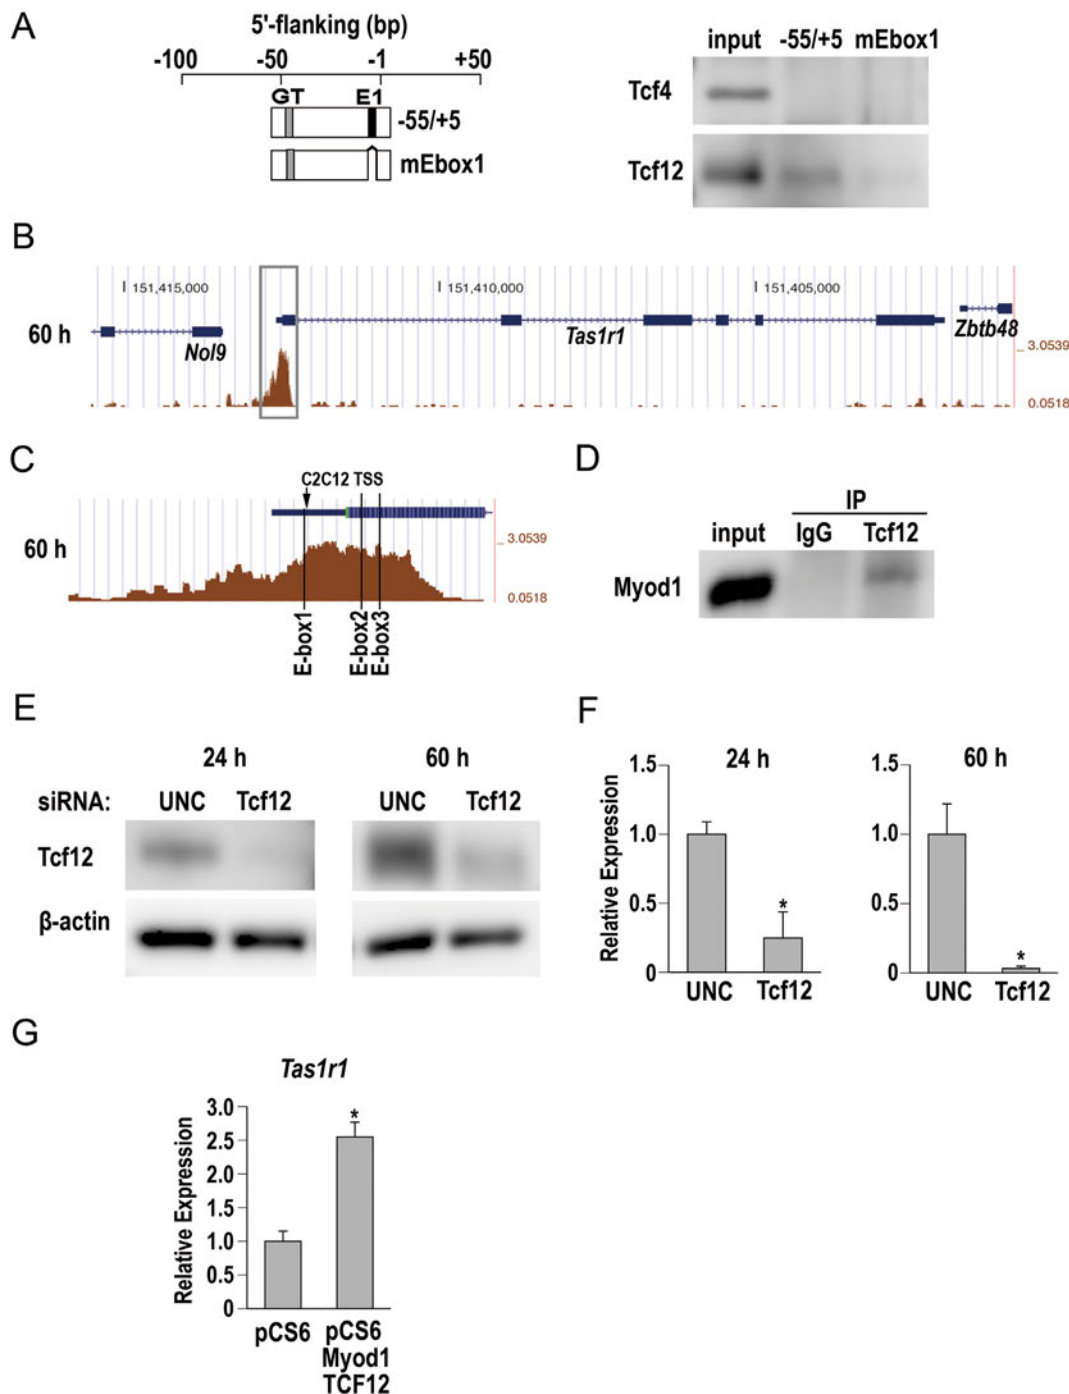 A
5'-flanking (bp)
-100 -50 -1 +50
GT E1
-55/+5
mEbox1
input -55/+5 mEbox1
Tcf4
Tcf12
B
151,415,000 151,410,000 151,405,000
60 h
Nol9
Tas1r1
Zbtb48
3.0539
0.0518
C
C2C12 TSS
60 h
3.0539
0.0518
E-box1
E-box2
E-box3
D
IP
input IgG Tcf12
Myod1
E
24 h 60 h
siRNA: UNC Tcf12 UNC Tcf12
Tcf12
β-actin
F
24 h
Relative Expression
1.5
1.0
0.5
0
*
UNC Tcf12
60 h
1.5
1.0
0.5
0
*
UNC Tcf12
G
Tas1r1
Relative Expression
3.0
2.5
2.0
1.5
1.0
0.5
0
*
pCS6 pCS6
Myod1
TCF12